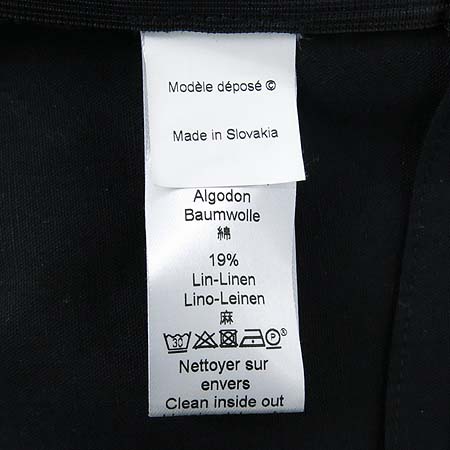 Modèle déposé ©
Made in Slovakia
Algodon
Baumwolle
綿
19%
Lin-Linen
Lino-Leinen
麻
30 P
Nettoyer sur
envers
Clean inside out